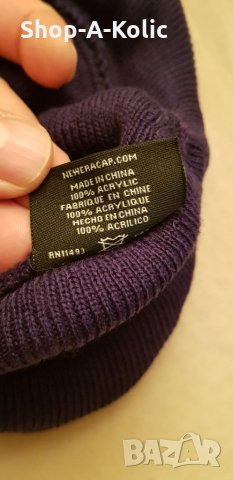 Shop-A-Kolic
NEWERACAP.COM
MADE IN CHINA
100% ACRYLIC
FABRIQUE EN CHINE
100% ACRYLIQUE
HECHO EN CHINA
100% ACRILICO
BAZAR